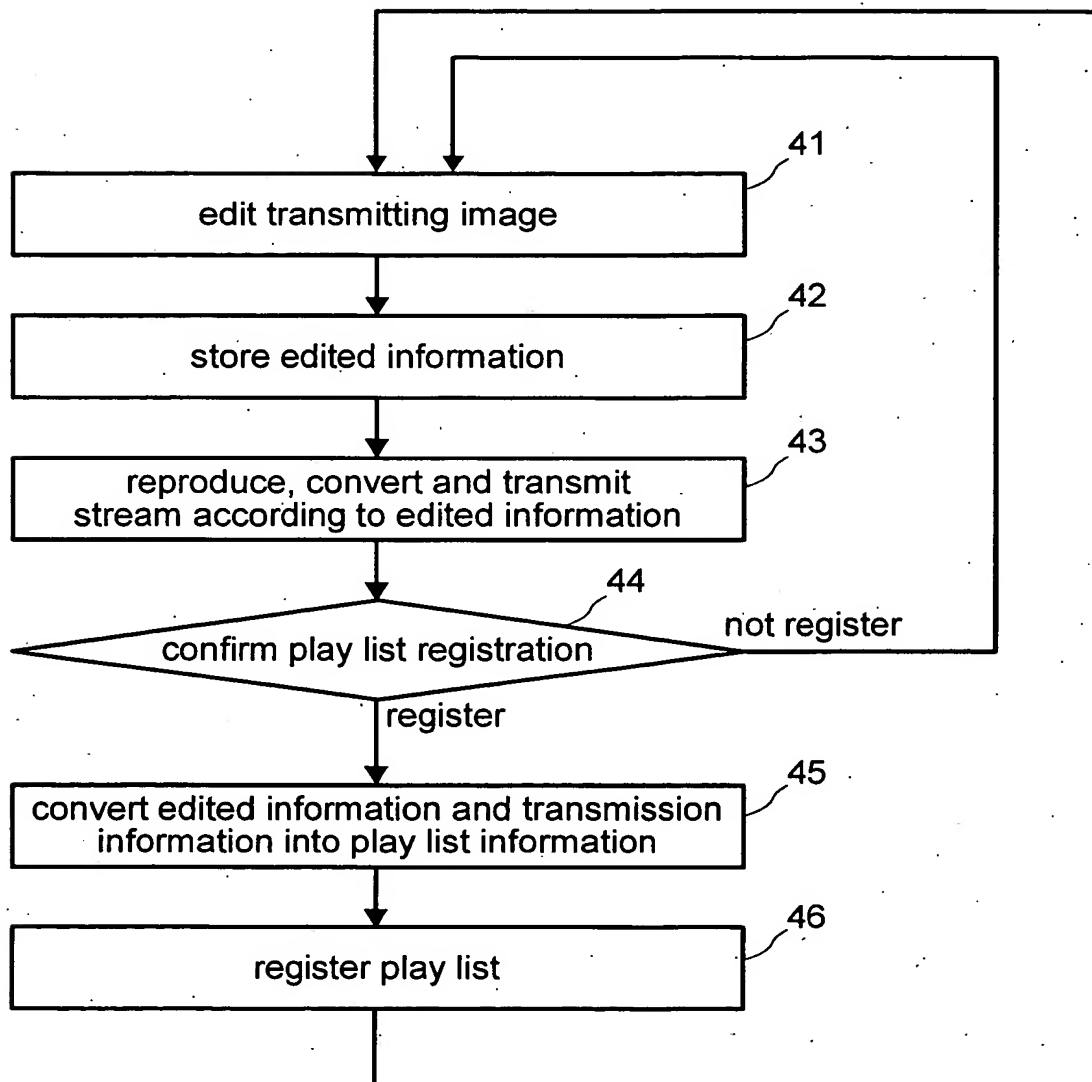 41
edit transmitting image
42
store edited information
43
reproduce, convert and transmit
stream according to edited information
44
confirm play list registration
not register
register
45
convert edited information and transmission
information into play list information
46
register play list